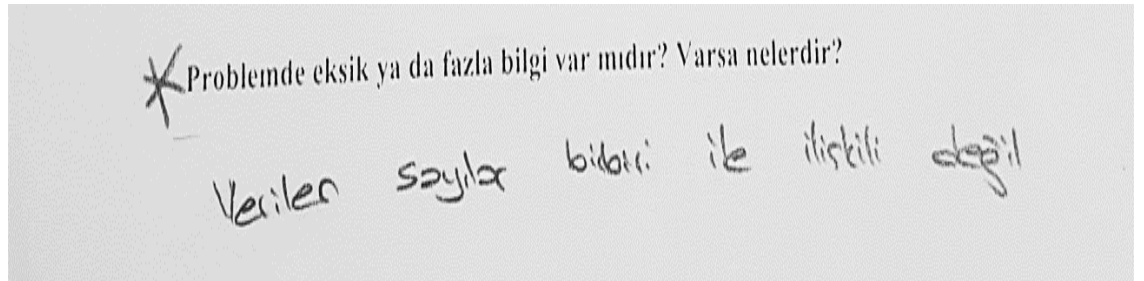 Problemde eksik ya da fazla bilgi var mıdır? Varsa nelerdir?
Verilen sayılar birbiri ile ilişkili değil